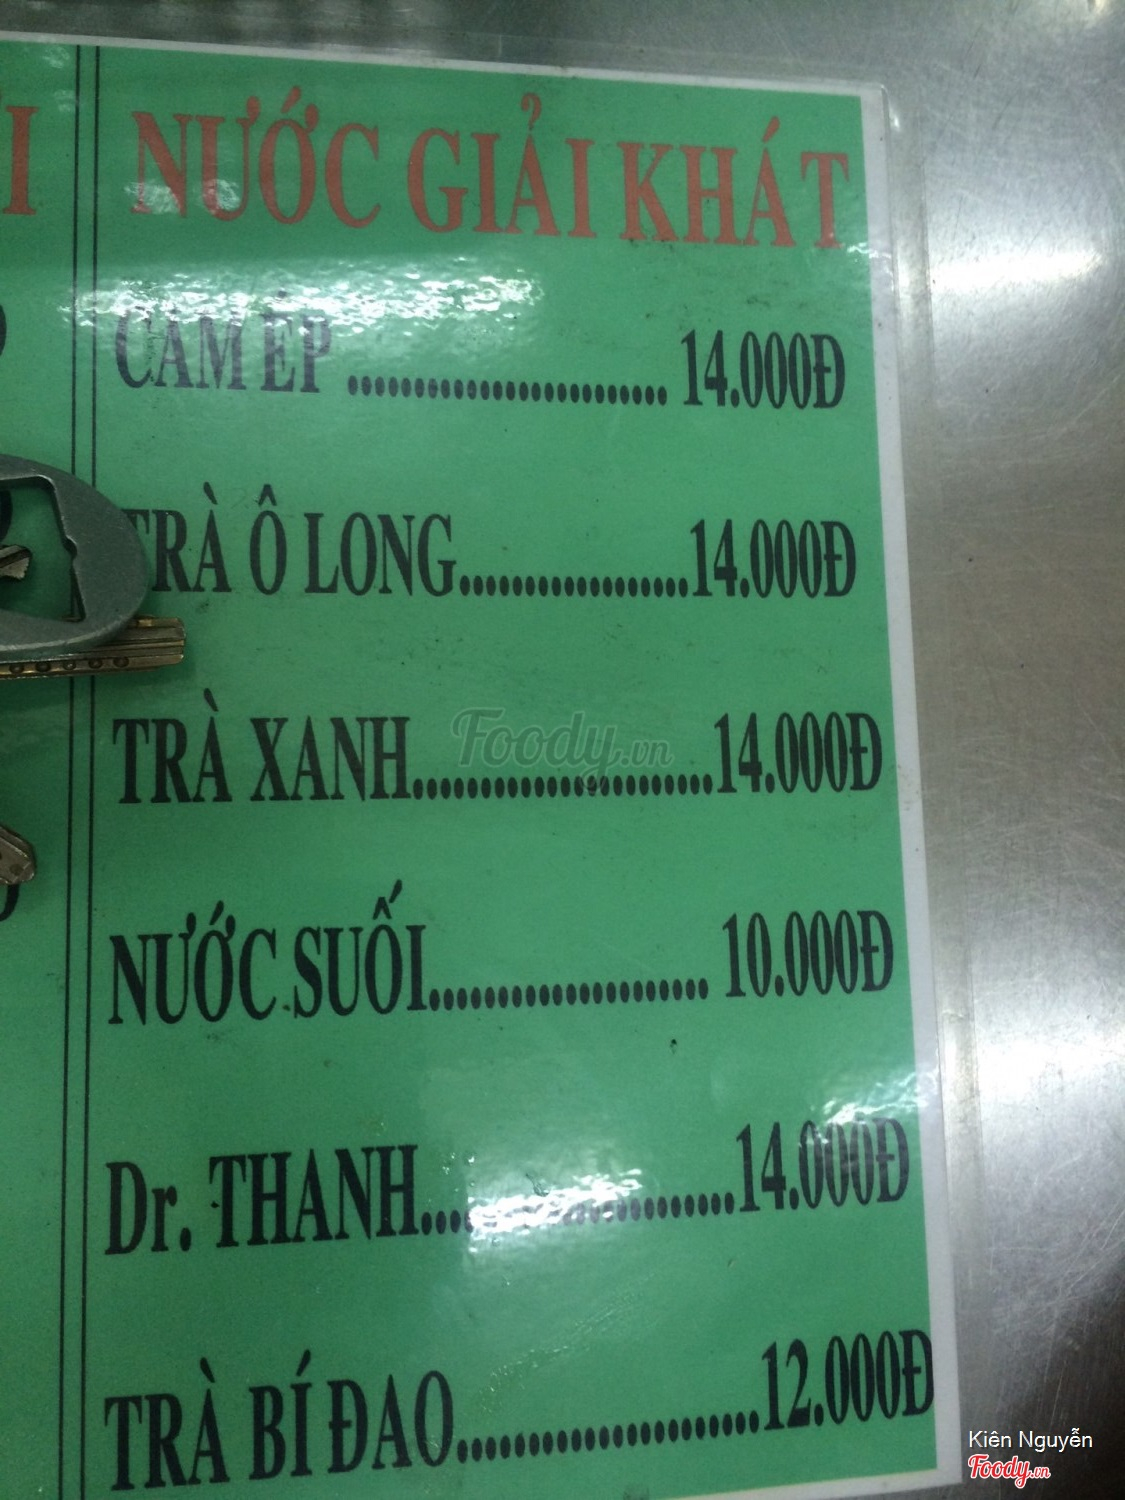 NƯỚC GIẢI KHÁT
CAM ÉP ........................ 14.000Đ
TRÀ Ô LONG..................14.000Đ
TRÀ XANH.......................14.000Đ
Foody.vn
NƯỚC SUỐI..................... 10.000Đ
Dr. THANH........................14.000Đ
TRÀ BÍ ĐAO.......................12.000Đ
Kiên Nguyễn
Foody.vn